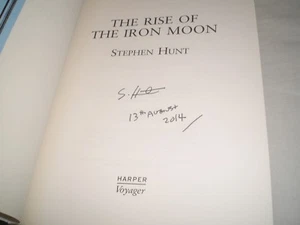 THE RISE OF
THE IRON MOON
STEPHEN HUNT
S. H
13th AUGUST
2014
HARPER
Voyager